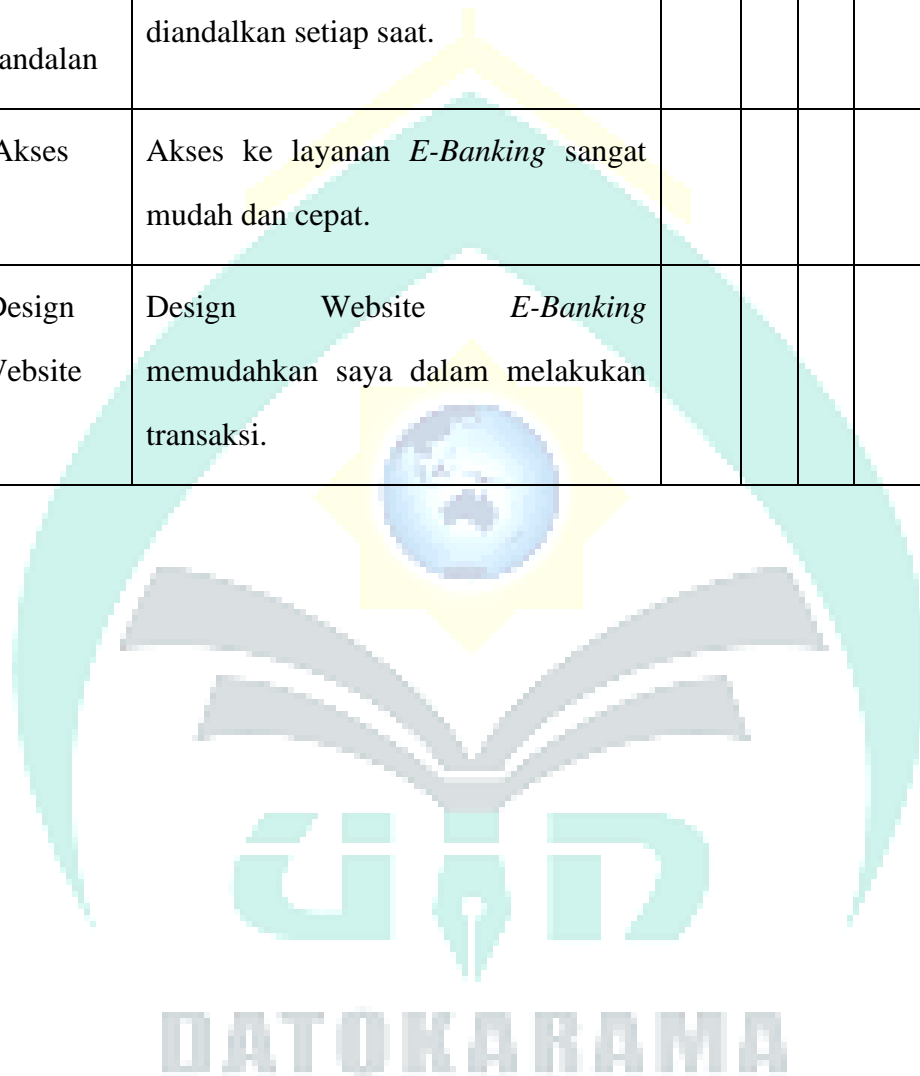 diandalkan setiap saat.
andalan
Akses
Akses ke layanan E-Banking sangat
mudah dan cepat.
Design
Website
Design Website E-Banking
memudahkan saya dalam melakukan
transaksi.
UIN
DATOKARAMA